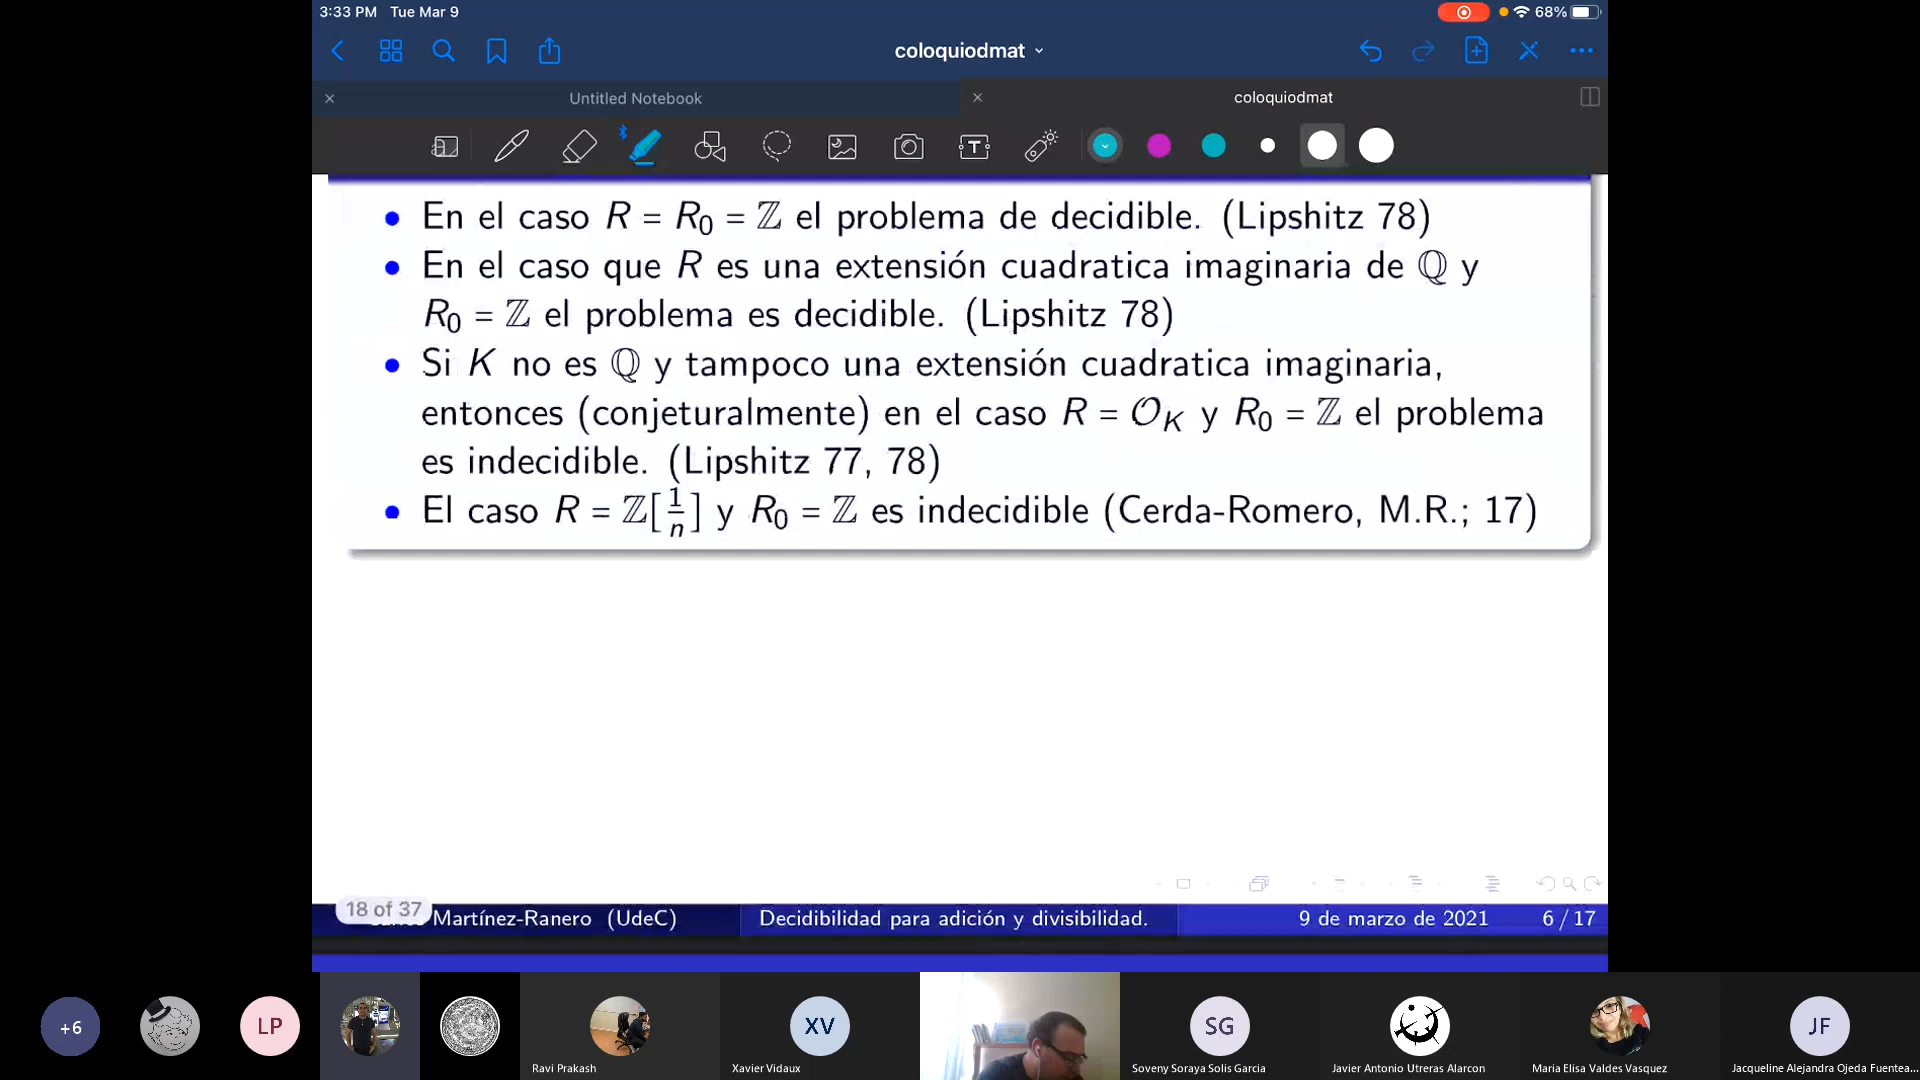 3:33 PM Tue Mar 9
68%
coloquiodmat
Untitled Notebook
coloquiodmat
T
• En el caso R = R₀ = ℤ el problema de decidible. (Lipshitz 78)
• En el caso que R es una extensión cuadratica imaginaria de ℚ y
R₀ = ℤ el problema es decidible. (Lipshitz 78)
• Si K no es ℚ y tampoco una extensión cuadratica imaginaria,
entonces (conjeturalmente) en el caso R = 𝒪_K y R₀ = ℤ el problema
es indecidible. (Lipshitz 77, 78)
• El caso R = ℤ[1/n] y R₀ = ℤ es indecidible (Cerda-Romero, M.R.; 17)
18 of 37
Martínez-Ranero (UdeC) Decidibilidad para adición y divisibilidad. 9 de marzo de 2021 6 / 17
+6
LP
XV
SG
JF
Ravi Prakash
Xavier Vidaux
Soveny Soraya Solis Garcia
Javier Antonio Utreras Alarcon
Maria Elisa Valdes Vasquez
Jacqueline Alejandra Ojeda Fuentea...